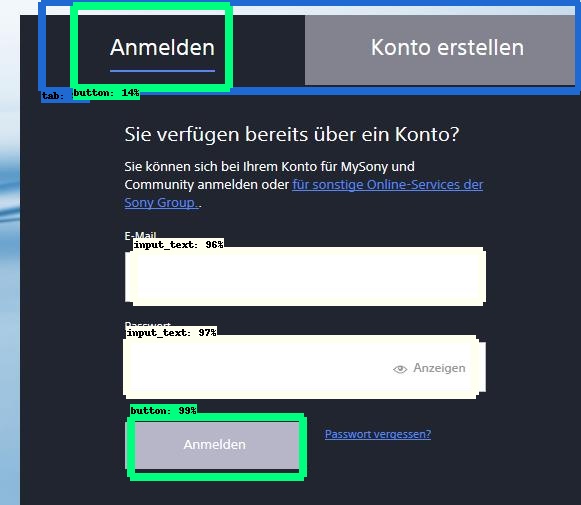 Anmelden
Konto erstellen
tab:
button: 14%
Sie verfügen bereits über ein Konto?
Sie können sich bei Ihrem Konto für MySony und
Community anmelden oder für sonstige Online-Services der
Sony Group..
E-Mail
input_text: 96%
Passwort
input_text: 97%
Anzeigen
button: 99%
Anmelden
Passwort vergessen?